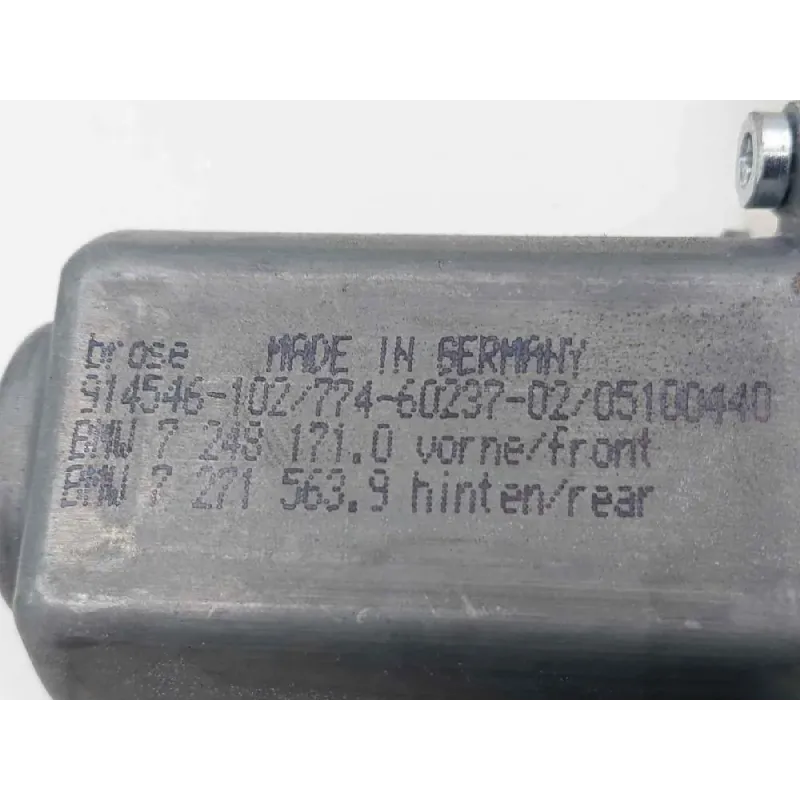 brose MADE IN GERMANY
914546-102/774-60237-02/05100440
BMW 7 248 171.0 vorne/front
BMW 7 271 563.9 hinten/rear